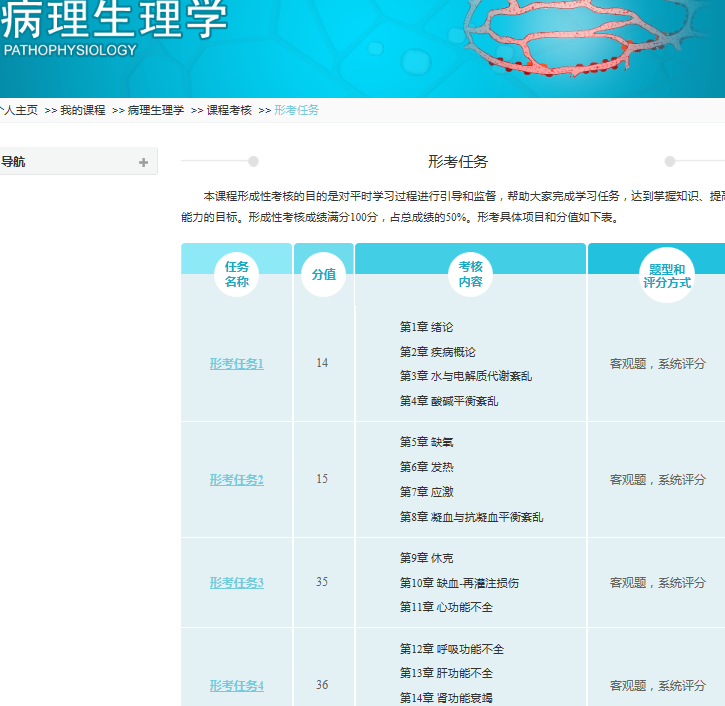 病理生理学
PATHOPHYSIOLOGY
个人主页 >> 我的课程 >> 病理生理学 >> 课程考核 >> 形考任务
导航
形考任务
本课程形成性考核的目的是对平时学习过程进行引导和监督，帮助大家完成学习任务，达到掌握知识、提高
能力的目标。形成性考核成绩满分100分，占总成绩的50%。形考具体项目和分值如下表。
任务
名称
分值
考核
内容
题型和
评分方式
形考任务1
14
第1章 绪论
第2章 疾病概论
第3章 水与电解质代谢紊乱
第4章 酸碱平衡紊乱
客观题，系统评分
形考任务2
15
第5章 缺氧
第6章 发热
第7章 应激
第8章 凝血与抗凝血平衡紊乱
客观题，系统评分
形考任务3
35
第9章 休克
第10章 缺血-再灌注损伤
第11章 心功能不全
客观题，系统评分
形考任务4
36
第12章 呼吸功能不全
第13章 肝功能不全
第14章 肾功能衰竭
客观题，系统评分